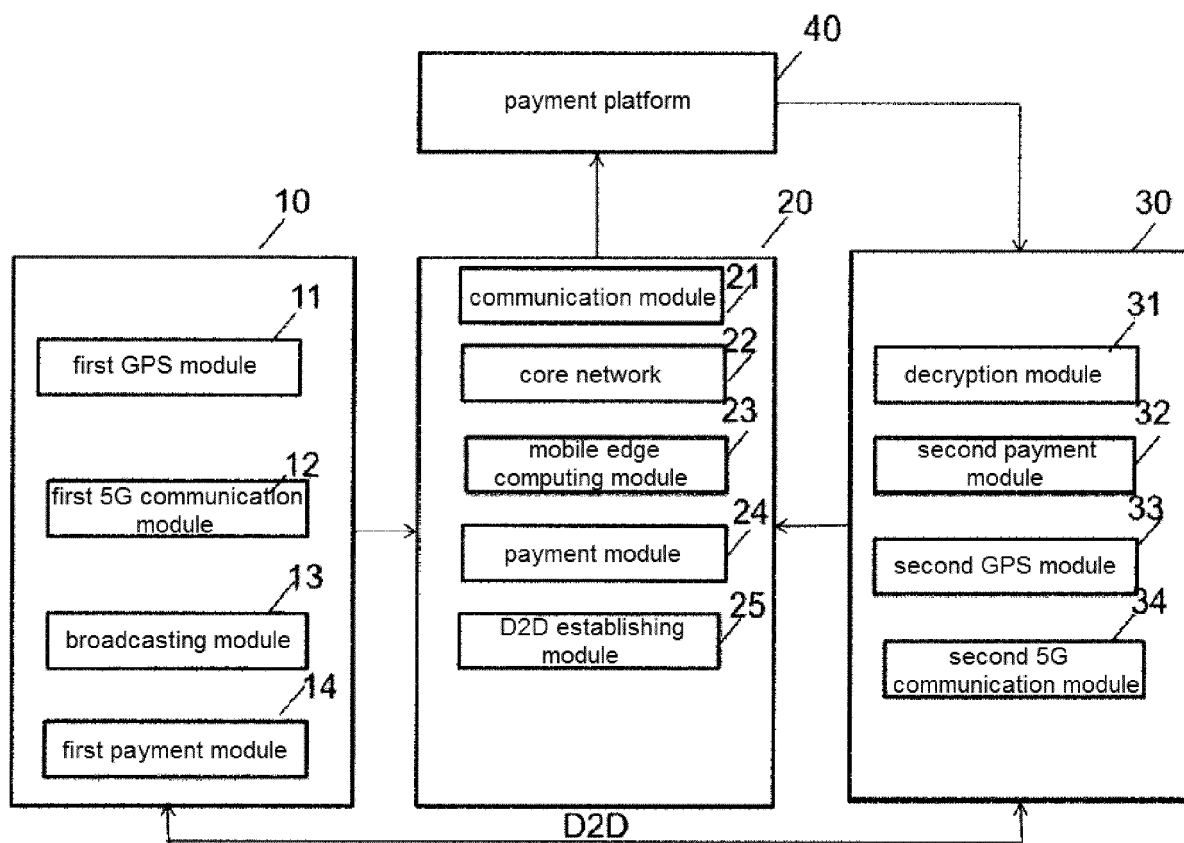 40
payment platform
10
20
30
11
first GPS module
12
first 5G communication
module
13
broadcasting module
14
first payment module
21
communication module
22
core network
23
mobile edge
computing module
24
payment module
25
D2D establishing
module
31
decryption module
32
second payment
module
33
second GPS module
34
second 5G
communication module
D2D